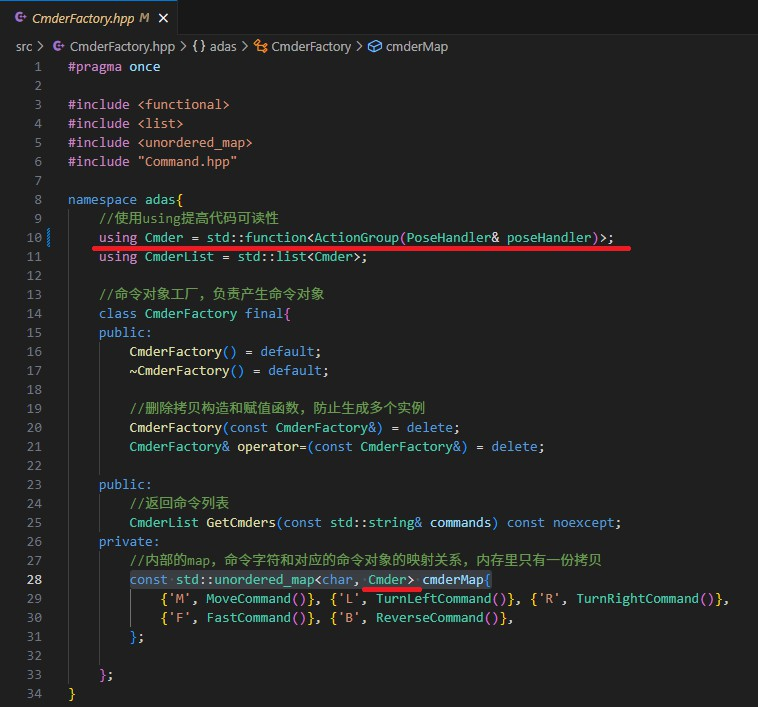 CmderFactory.hpp M ×
src > CmderFactory.hpp > {} adas > CmderFactory > cmderMap
1 #pragma once
2
3 #include <functional>
4 #include <list>
5 #include <unordered_map>
6 #include "Command.hpp"
7
8 namespace adas{
9 //使用using提高代码可读性
10 using Cmder = std::function<ActionGroup(PoseHandler& poseHandler)>;
11 using CmderList = std::list<Cmder>;
12
13 //命令对象工厂，负责产生命令对象
14 class CmderFactory final{
15 public:
16 CmderFactory() = default;
17 ~CmderFactory() = default;
18
19 //删除拷贝构造和赋值函数，防止生成多个实例
20 CmderFactory(const CmderFactory&) = delete;
21 CmderFactory& operator=(const CmderFactory&) = delete;
22
23 public:
24 //返回命令列表
25 CmderList GetCmders(const std::string& commands) const noexcept;
26 private:
27 //内部的map，命令字符和对应的命令对象的映射关系，内存里只有一份拷贝
28 const std::unordered_map<char, Cmder> cmderMap{
29 {'M', MoveCommand()}, {'L', TurnLeftCommand()}, {'R', TurnRightCommand()},
30 {'F', FastCommand()}, {'B', ReverseCommand()},
31 };
32
33 };
34 }